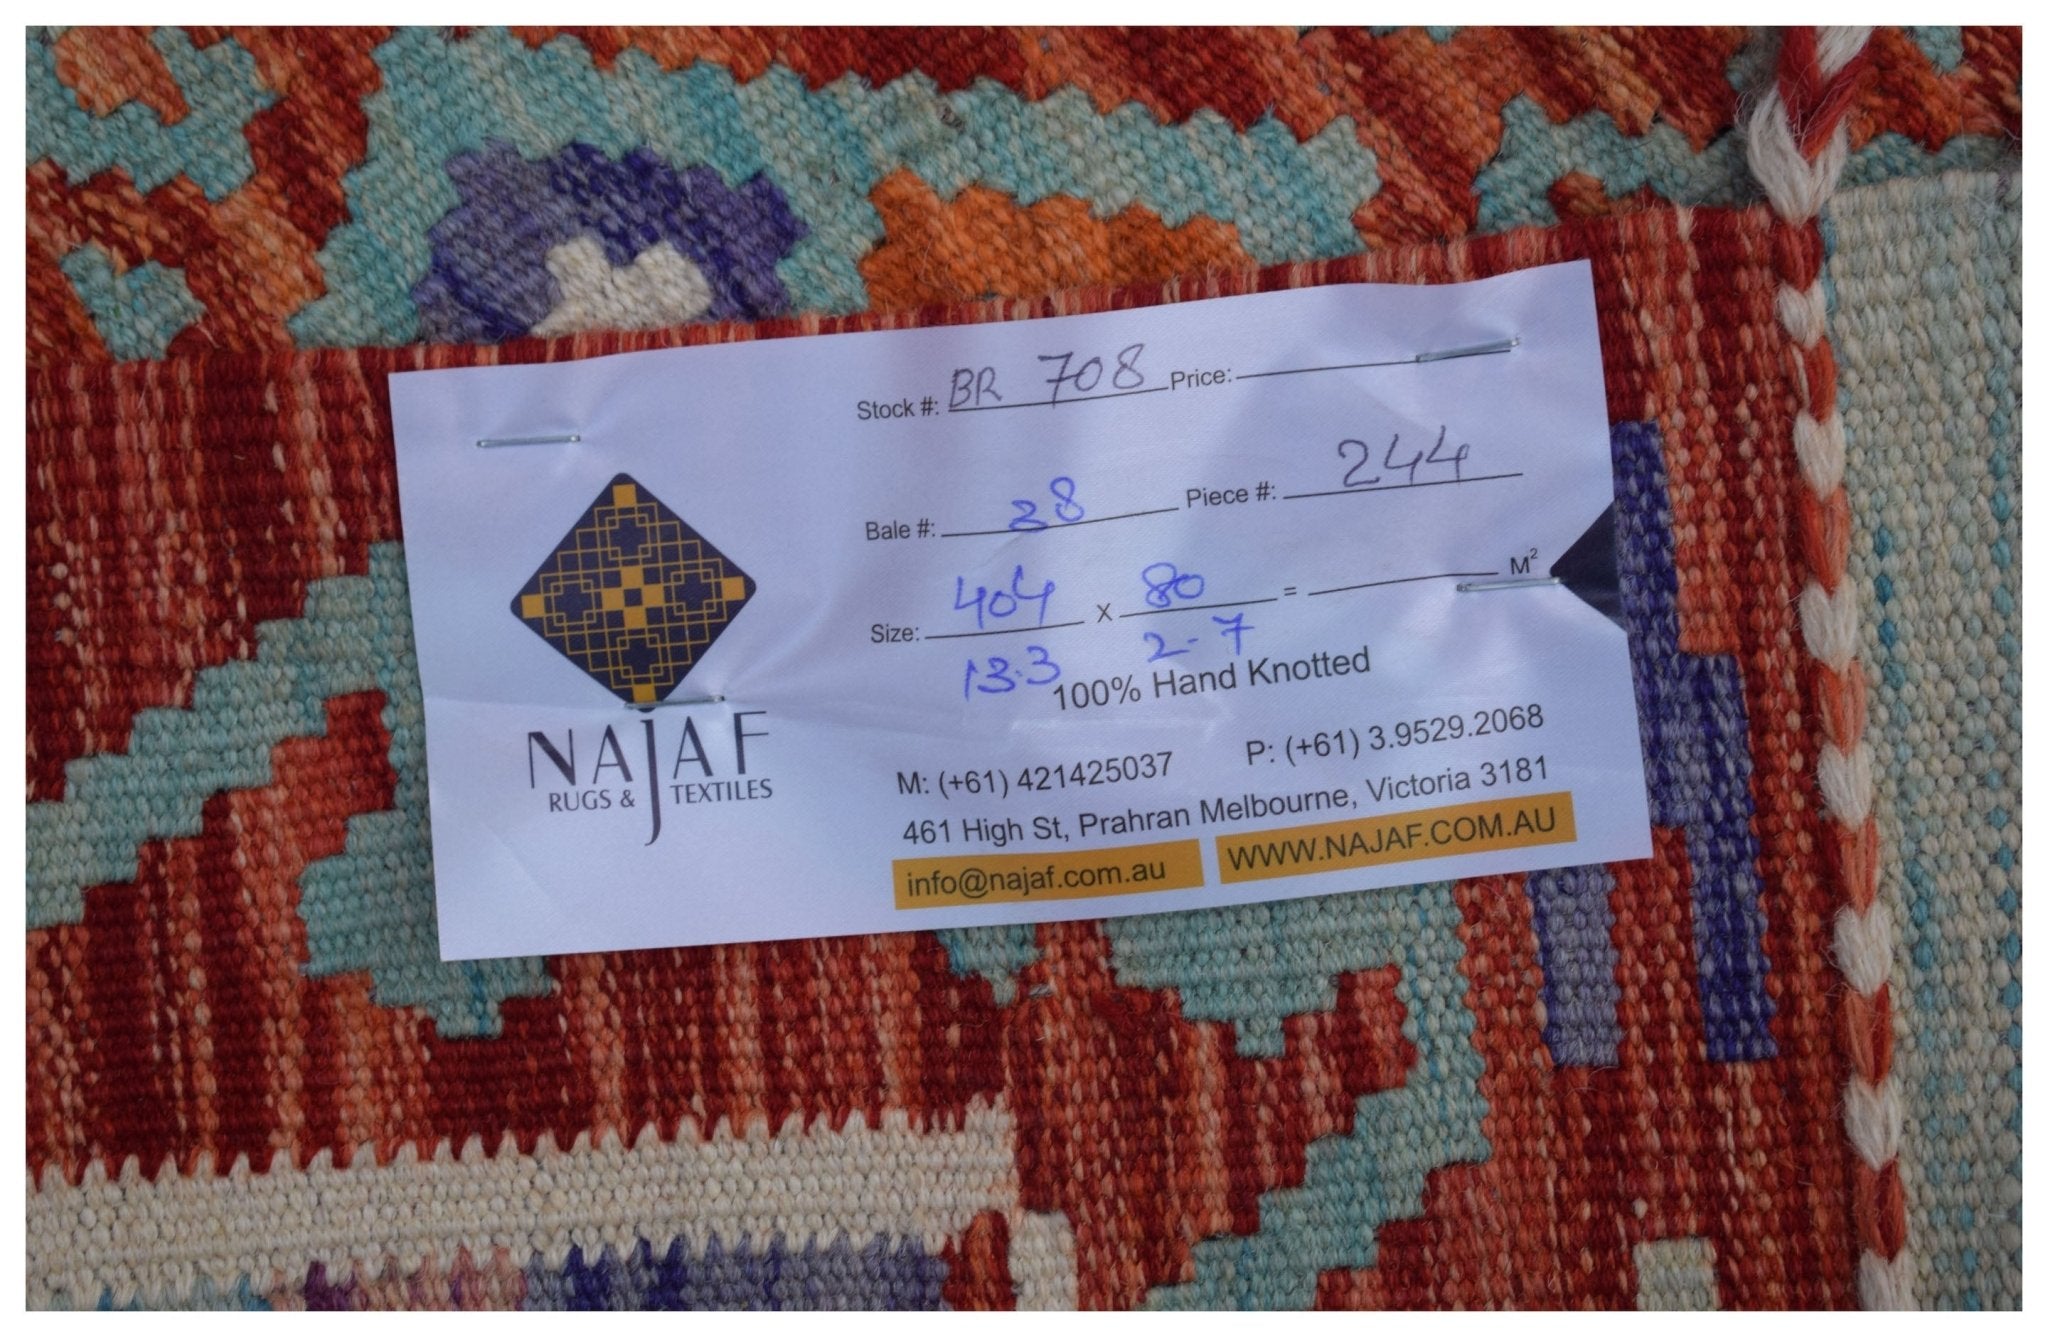 Stock #: BR 708 Price:
Bale #: 38 Piece #: 244
Size: 404 X 80 = M²
13.3 2-7
100% Hand Knotted
M: (+61) 421425037 P: (+61) 3.9529.2068
461 High St, Prahran Melbourne, Victoria 3181
info@najaf.com.au WWW.NAJAF.COM.AU
NAJAF
RUGS & TEXTILES